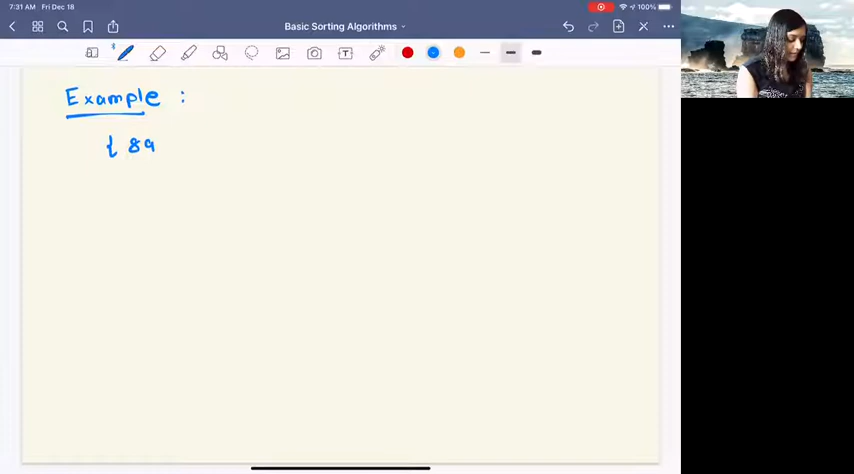 7:31 AM Fri Dec 18
100%
Basic Sorting Algorithms
T
Example :
{ 89